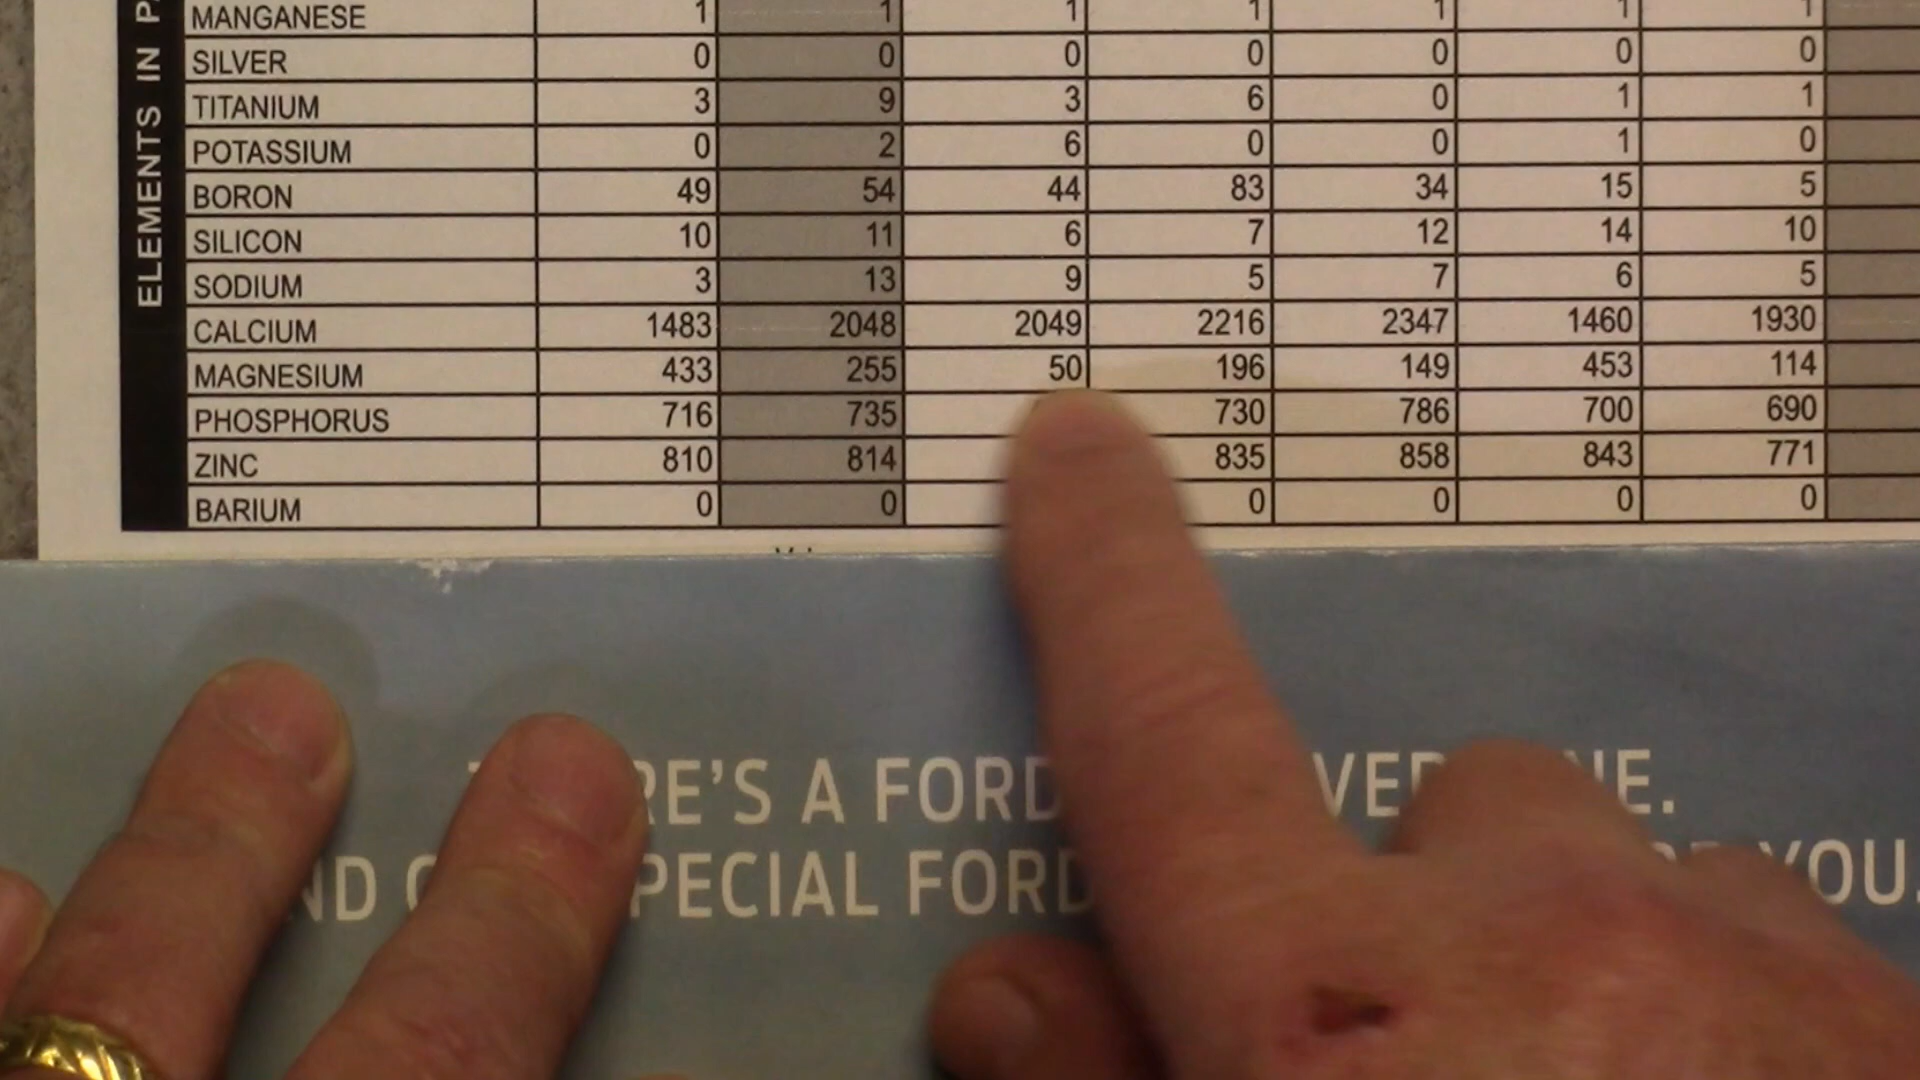 ELEMENTS IN
MANGANESE 1 1 1 1 1 1 1
SILVER 0 0 0 0 0 0 0
TITANIUM 3 9 3 6 0 1 1
POTASSIUM 0 2 6 0 0 1 0
BORON 49 54 44 83 34 15 5
SILICON 10 11 6 7 12 14 10
SODIUM 3 13 9 5 7 6 5
CALCIUM 1483 2048 2049 2216 2347 1460 1930
MAGNESIUM 433 255 50 196 149 453 114
PHOSPHORUS 716 735 730 786 700 690
ZINC 810 814 835 858 843 771
BARIUM 0 0 0 0 0 0
A FORD
FORD YOU.